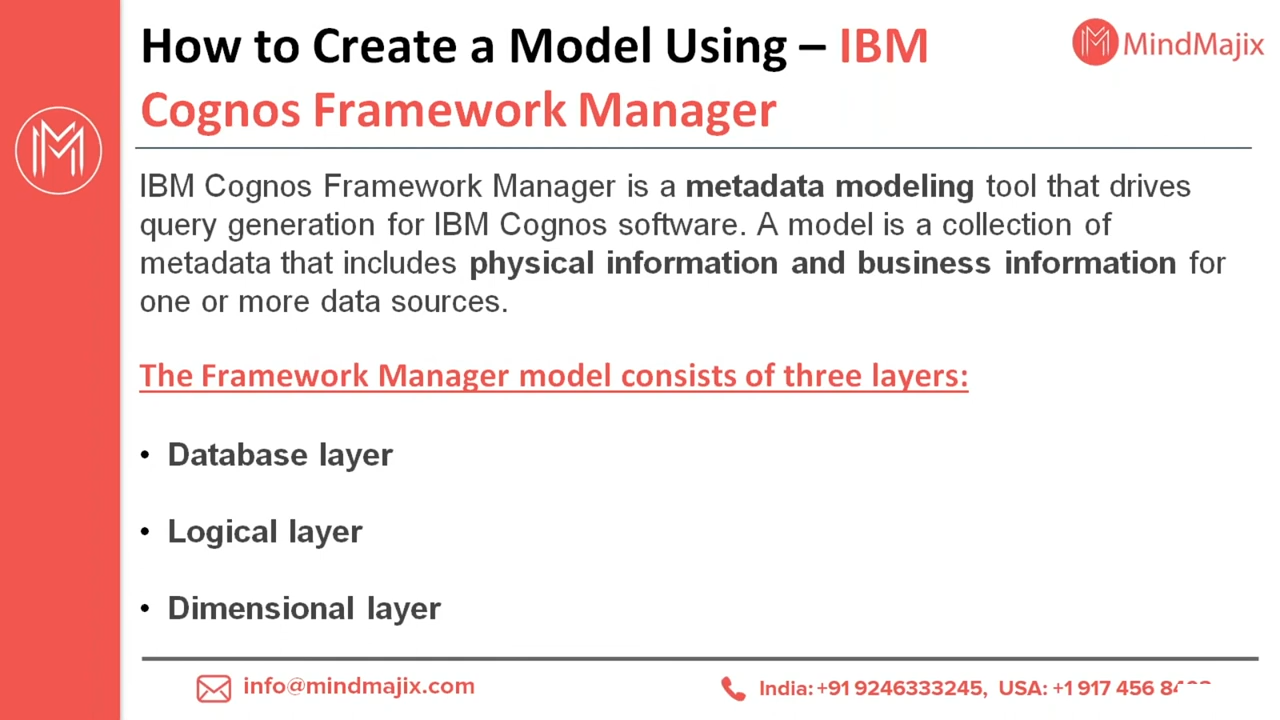 How to Create a Model Using – IBM
Cognos Framework Manager
MindMajix
IBM Cognos Framework Manager is a metadata modeling tool that drives
query generation for IBM Cognos software. A model is a collection of
metadata that includes physical information and business information for
one or more data sources.
The Framework Manager model consists of three layers:
• Database layer
• Logical layer
• Dimensional layer
info@mindmajix.com
India: +91 9246333245, USA: +1 917 456